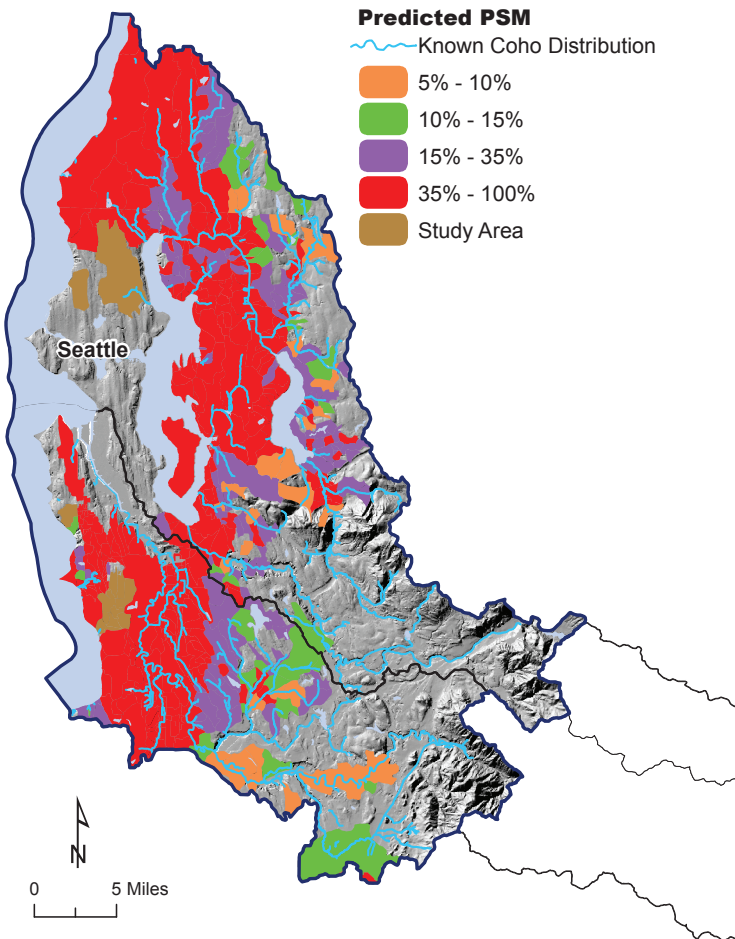 Predicted PSM
Known Coho Distribution
5% - 10%
10% - 15%
15% - 35%
35% - 100%
Study Area
Seattle
N
0 5 Miles